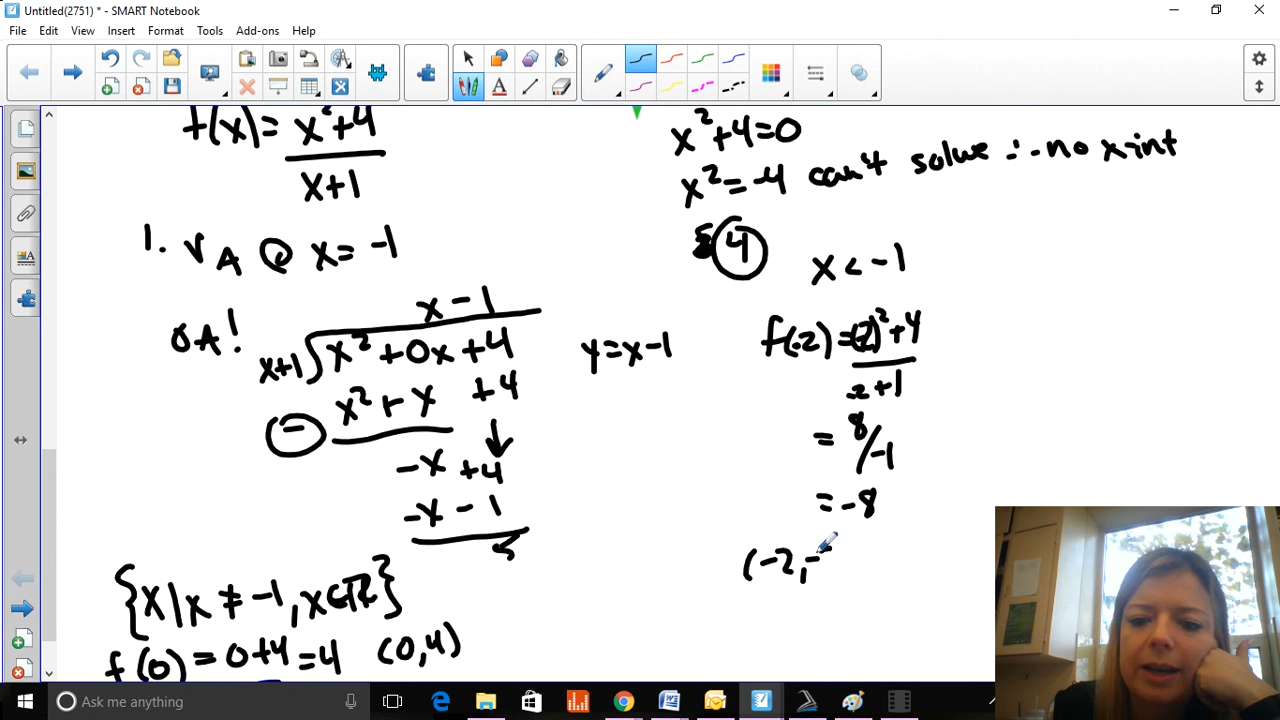 Untitled(2751) * - SMART Notebook
File Edit View Insert Format Tools Add-ons Help
f(x)= x²+4
x+1
1. VA @ x= -1
OA!
x -1
x+1 x² +0x +4
x² + x +4
-
-x +4
-x - 1
5
y=x-1
{x|x ≠ -1, x∈R}
f(0) = 0+4 =4 (0,4)
x²+4=0
x²= -4 can't solve ∴ no x-int
4
x < -1
f(-2) = (-2)²+4
-2+1
= 8/-1
= -8
(-2,-
Ask me anything